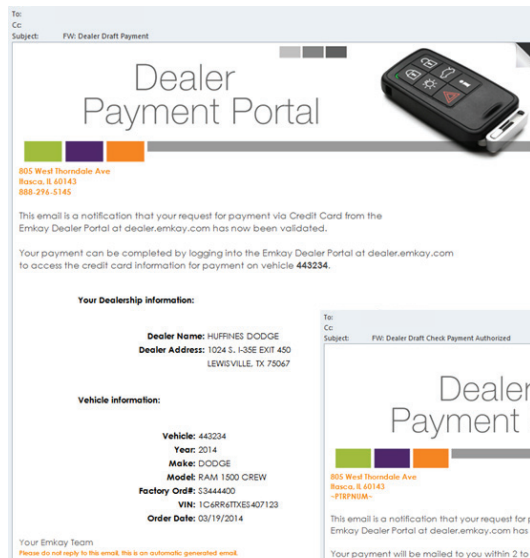 To:
Cc:
Subject: FW: Dealer Draft Payment
Dealer
Payment Portal
805 West Thorndale Ave
Itasca, IL 60143
888-296-5145
This email is a notification that your request for payment via Credit Card from the
Emkay Dealer Portal at dealer.emkay.com has now been validated.
Your payment can be completed by logging into the Emkay Dealer Portal at dealer.emkay.com
to access the credit card information for payment on vehicle 443234.
Your Dealership information:
Dealer Name: HUFFINES DODGE
Dealer Address: 1024 S. I-35E EXIT 450
LEWISVILLE, TX 75067
Vehicle information:
Vehicle: 443234
Year: 2014
Make: DODGE
Model: RAM 1500 CREW
Factory Ord#: S3444400
VIN: 1C6RR6TTXES407123
Order Date: 03/19/2014
Your Emkay Team
Please do not reply to this email, this is an automatic generated email.
To:
Cc:
Subject: FW: Dealer Draft Check Payment Authorized
Dealer
Payment
805 West Thorndale Ave
Itasca, IL 60143
~PTRPNUM~
This email is a notification that your request for
Emkay Dealer Portal at dealer.emkay.com has
Your payment will be mailed to you within 2 to